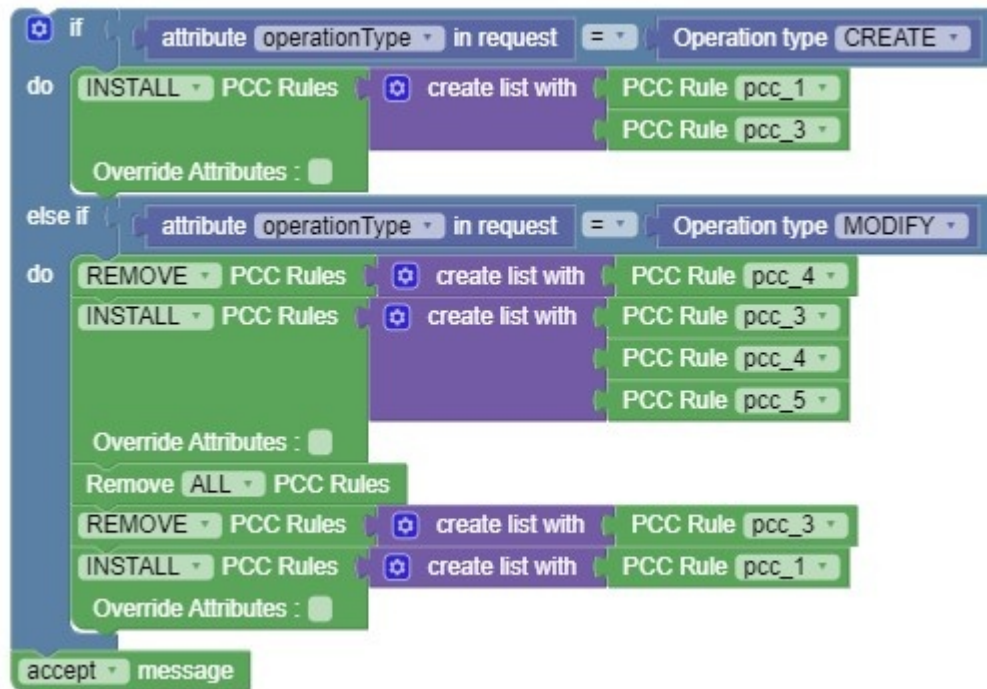 if attribute operationType in request = Operation type CREATE
do INSTALL PCC Rules create list with PCC Rule pcc_1
PCC Rule pcc_3
Override Attributes :
else if attribute operationType in request = Operation type MODIFY
do REMOVE PCC Rules create list with PCC Rule pcc_4
INSTALL PCC Rules create list with PCC Rule pcc_3
PCC Rule pcc_4
PCC Rule pcc_5
Override Attributes :
Remove ALL PCC Rules
REMOVE PCC Rules create list with PCC Rule pcc_3
INSTALL PCC Rules create list with PCC Rule pcc_1
Override Attributes :
accept message